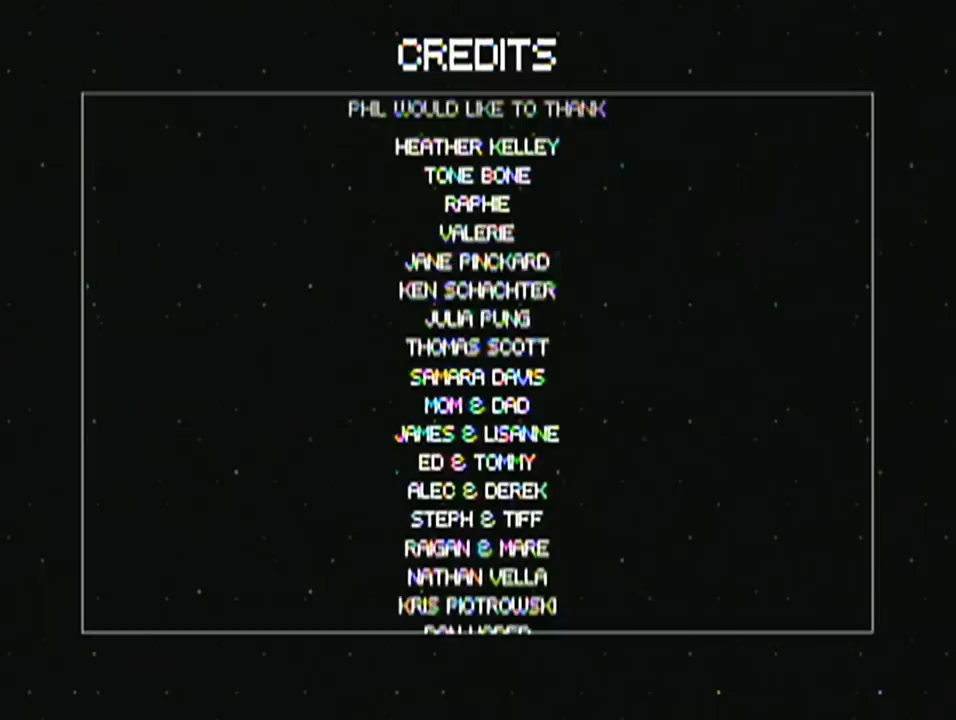 CREDITS
PHIL WOULD LIKE TO THANK
HEATHER KELLEY
TONE BONE
RAPHIE
VALERIE
JANE PINCKARD
KEN SCHACHTER
JULIA PUNG
THOMAS SCOTT
SAMARA DAVIS
MOM & DAD
JAMES & LISANNE
ED & TOMMY
ALEC & DEREK
STEPH & TIFF
RAIGAN & MARE
NATHAN VELLA
KRIS PIOTROWSKI